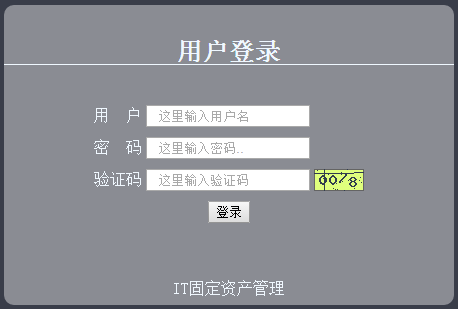 用户登录
用 户 这里输入用户名
密 码 这里输入密码..
验证码 这里输入验证码 0078
登录
IT固定资产管理